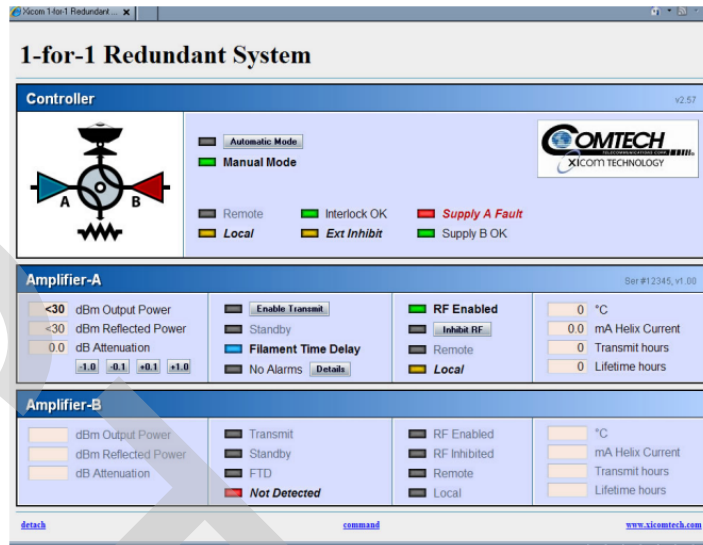 Xicom 1-for-1 Redundant ...
1-for-1 Redundant System
Controller
v2.57
A
B
Automatic Mode
Manual Mode
COMTECH
TELECOMMUNICATIONS CORP.
XICOM TECHNOLOGY
Remote
Interlock OK
Supply A Fault
Local
Ext Inhibit
Supply B OK
Amplifier-A
Ser#12345, v1.00
<30 dBm Output Power
<30 dBm Reflected Power
0.0 dB Attenuation
-1.0 -0.1 +0.1 +1.0
Enable Transmit
Standby
Filament Time Delay
No Alarms Details
RF Enabled
Inhibit RF
Remote
Local
0 °C
0.0 mA Helix Current
0 Transmit hours
0 Lifetime hours
Amplifier-B
dBm Output Power
dBm Reflected Power
dB Attenuation
Transmit
Standby
FTD
Not Detected
RF Enabled
RF Inhibited
Remote
Local
°C
mA Helix Current
Transmit hours
Lifetime hours
detach
command
www.xicomtech.com